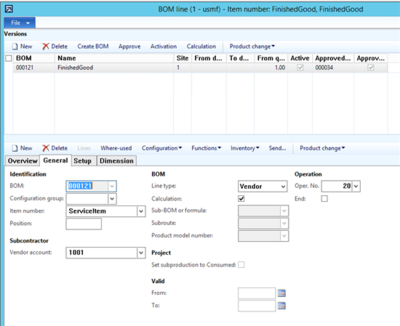 BOM line (1 - usmf) - Item number: FinishedGood, FinishedGood
File
Versions
New Delete Create BOM Approve Activation Calculation Product change
BOM Name Site From d... To d... From q... Active Approved... Approv...
000121 FinishedGood 1 1.00 000034
New Delete Lines Where-used Configuration Functions Inventory Send... Product change
Overview General Setup Dimension
Identification BOM Operation
BOM: 000121 Line type: Vendor Oper. No. 20
Configuration group: Calculation: End:
Item number: ServiceItem Sub-BOM or formula:
Position: Subroute:
Subcontractor Product model number:
Vendor account: 1001 Project
Set subproduction to Consumed:
Valid
From:
To: